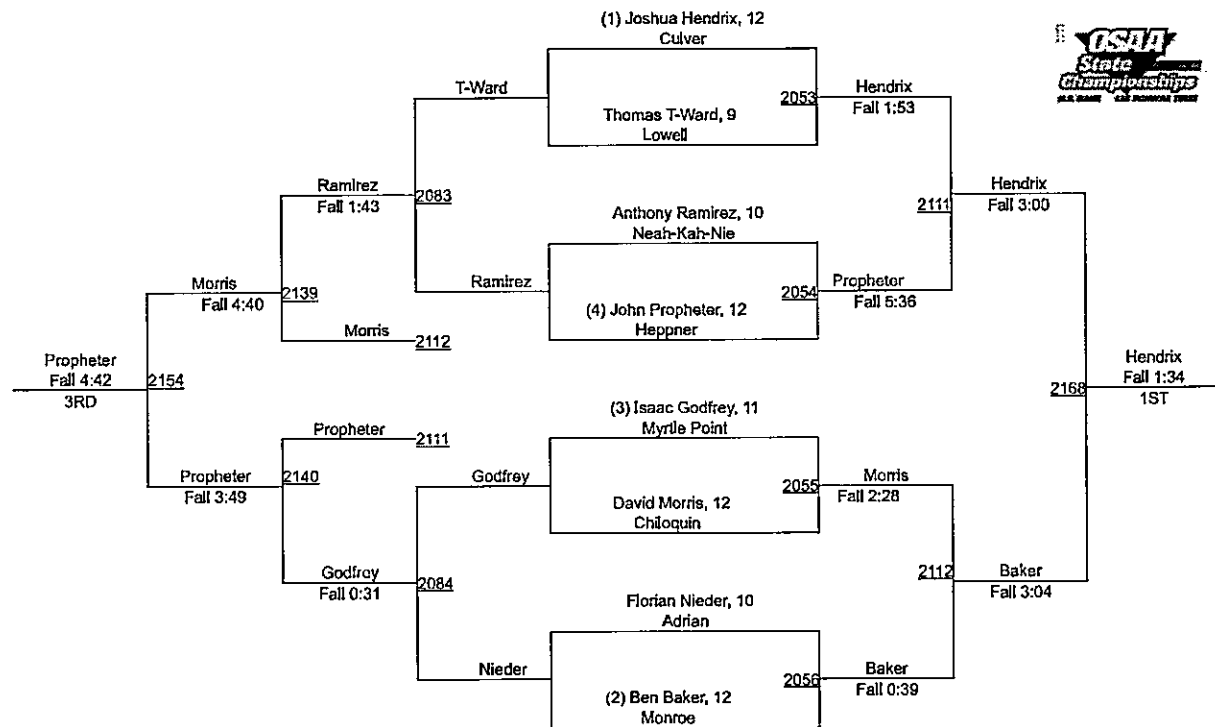 OSAA
State
Championships
(1) Joshua Hendrix, 12
Culver
T-Ward
2053
Hendrix
Fall 1:53
Thomas T-Ward, 9
Lowell
Ramirez
Fall 1:43
2083
Hendrix
Fall 3:00
2111
Anthony Ramirez, 10
Neah-Kah-Nie
Morris
Fall 4:40
2139
Ramirez
2054
Propheter
Fall 5:36
(4) John Propheter, 12
Heppner
Morris
2112
Propheter
Fall 4:42
3RD
2154
Hendrix
Fall 1:34
1ST
2168
(3) Isaac Godfrey, 11
Myrtle Point
Propheter
2111
Propheter
Fall 3:49
2140
Godfrey
2055
Morris
Fall 2:28
David Morris, 12
Chiloquin
Godfrey
Fall 0:31
2084
2112
Baker
Fall 3:04
Florian Nieder, 10
Adrian
Nieder
2056
Baker
Fall 0:39
(2) Ben Baker, 12
Monroe